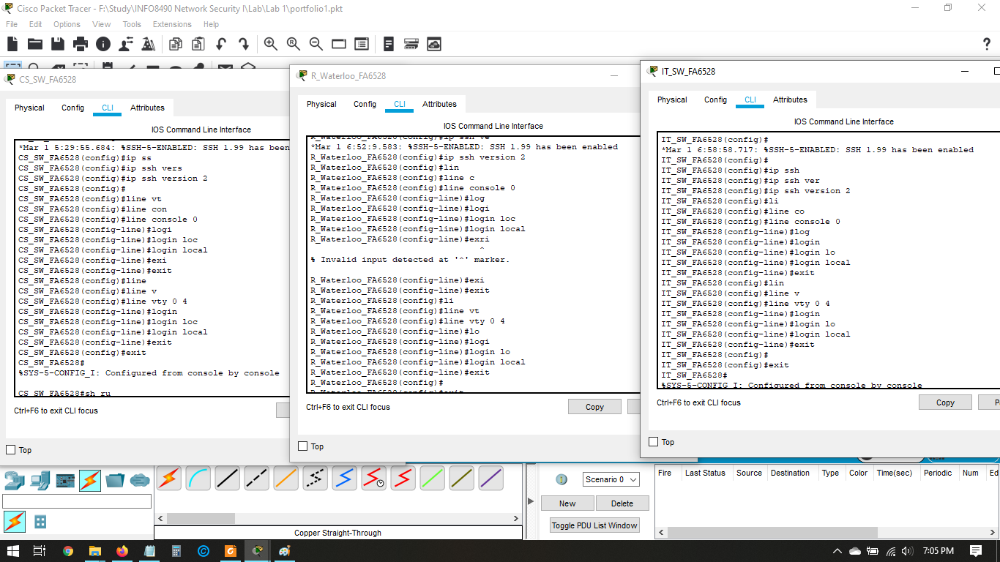 Cisco Packet Tracer - F:\Study\INFO8490 Network Security I\Lab\Lab 1\portfolio1.pkt
File Edit Options View Tools Extensions Help
?
CS_SW_FA6528
Physical Config CLI Attributes
IOS Command Line Interface
*Mar 1 5:29:55.684: %SSH-5-ENABLED: SSH 1.99 has been
CS_SW_FA6528(config)#ip ss
CS_SW_FA6528(config)#ip ssh vers
CS_SW_FA6528(config)#ip ssh version 2
CS_SW_FA6528(config)#
CS_SW_FA6528(config)#line vt
CS_SW_FA6528(config)#line con
CS_SW_FA6528(config)#line console 0
CS_SW_FA6528(config-line)#logi
CS_SW_FA6528(config-line)#login loc
CS_SW_FA6528(config-line)#login local
CS_SW_FA6528(config-line)#exi
CS_SW_FA6528(config-line)#exit
CS_SW_FA6528(config)#line
CS_SW_FA6528(config)#line v
CS_SW_FA6528(config)#line vty 0 4
CS_SW_FA6528(config-line)#login
CS_SW_FA6528(config-line)#login loc
CS_SW_FA6528(config-line)#login local
CS_SW_FA6528(config-line)#exit
CS_SW_FA6528(config)#exit
CS_SW_FA6528#
%SYS-5-CONFIG_I: Configured from console by console
CS_SW_FA6528#sh ru
Ctrl+F6 to exit CLI focus
Top
R_Waterloo_FA6528
Physical Config CLI Attributes
IOS Command Line Interface
R_Waterloo_FA6528(config)#ip ssh ve
*Mar 1 6:52:9.583: %SSH-5-ENABLED: SSH 1.99 has been enabled
R_Waterloo_FA6528(config)#ip ssh version 2
R_Waterloo_FA6528(config)#lin
R_Waterloo_FA6528(config)#line c
R_Waterloo_FA6528(config)#line console 0
R_Waterloo_FA6528(config-line)#log
R_Waterloo_FA6528(config-line)#logi
R_Waterloo_FA6528(config-line)#login loc
R_Waterloo_FA6528(config-line)#login local
R_Waterloo_FA6528(config-line)#exri
^
% Invalid input detected at '^' marker.
R_Waterloo_FA6528(config-line)#exi
R_Waterloo_FA6528(config-line)#exit
R_Waterloo_FA6528(config)#li
R_Waterloo_FA6528(config)#line vt
R_Waterloo_FA6528(config)#line vty 0 4
R_Waterloo_FA6528(config-line)#lo
R_Waterloo_FA6528(config-line)#logi
R_Waterloo_FA6528(config-line)#login lo
R_Waterloo_FA6528(config-line)#login local
R_Waterloo_FA6528(config-line)#exit
R_Waterloo_FA6528(config)#
R_Waterloo_FA6528(config)#exit
Ctrl+F6 to exit CLI focus
Copy
Top
IT_SW_FA6528
Physical Config CLI Attributes
IOS Command Line Interface
IT_SW_FA6528(config)#
*Mar 1 6:58:58.717: %SSH-5-ENABLED: SSH 1.99 has been enabled
IT_SW_FA6528(config)#
IT_SW_FA6528(config)#ip ssh
IT_SW_FA6528(config)#ip ssh ver
IT_SW_FA6528(config)#ip ssh version 2
IT_SW_FA6528(config)#li
IT_SW_FA6528(config)#line co
IT_SW_FA6528(config)#line console 0
IT_SW_FA6528(config-line)#log
IT_SW_FA6528(config-line)#login
IT_SW_FA6528(config-line)#login lo
IT_SW_FA6528(config-line)#login local
IT_SW_FA6528(config-line)#exit
IT_SW_FA6528(config)#lin
IT_SW_FA6528(config)#line v
IT_SW_FA6528(config)#line vty 0 4
IT_SW_FA6528(config-line)#login
IT_SW_FA6528(config-line)#login lo
IT_SW_FA6528(config-line)#login local
IT_SW_FA6528(config-line)#exit
IT_SW_FA6528(config)#
IT_SW_FA6528(config)#exit
IT_SW_FA6528#
%SYS-5-CONFIG_I: Configured from console by console
Ctrl+F6 to exit CLI focus
Copy
P
Top
Copper Straight-Through
Scenario 0
New Delete
Toggle PDU List Window
Fire Last Status Source Destination Type Color Time(sec) Periodic Num Ed
7:05 PM